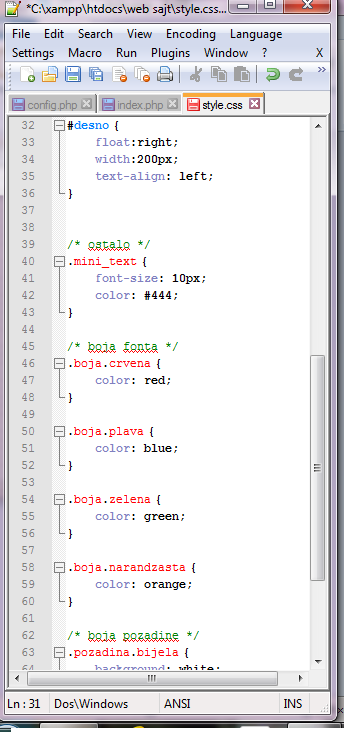 *C:\xampp\htdocs\web sajt\style.css...
File Edit Search View Encoding Language
Settings Macro Run Plugins Window ? X
»
config.php index.php style.css
32 #desno {
33 float:right;
34 width:200px;
35 text-align: left;
36 }
37
38
39 /* ostalo */
40 .mini_text {
41 font-size: 10px;
42 color: #444;
43 }
44
45 /* boja fonta */
46 .boja.crvena {
47 color: red;
48 }
49
50 .boja.plava {
51 color: blue;
52 }
53
54 .boja.zelena {
55 color: green;
56 }
57
58 .boja.narandzasta {
59 color: orange;
60 }
61
62 /* boja pozadine */
63 .pozadina.bijela {
64 background: white;
Ln : 31 Dos\Windows ANSI INS